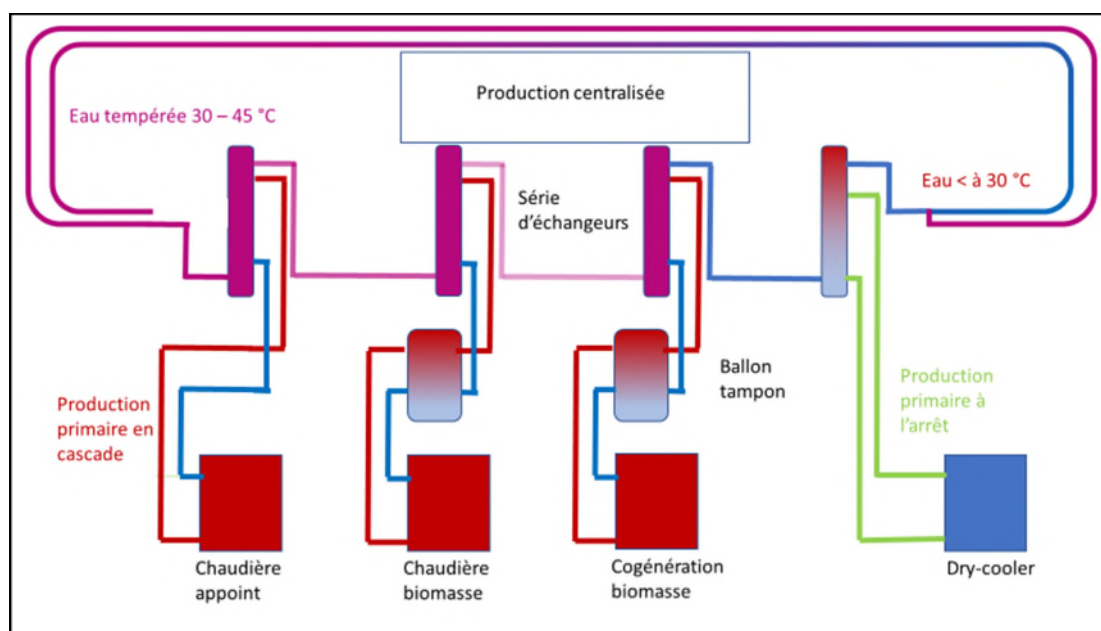 Production centralisée
Eau tempérée 30 – 45 °C
Eau < à 30 °C
Série
d'échangeurs
Ballon
tampon
Production
primaire en
cascade
Production
primaire à
l'arrêt
Chaudière
appoint
Chaudière
biomasse
Cogénération
biomasse
Dry-cooler